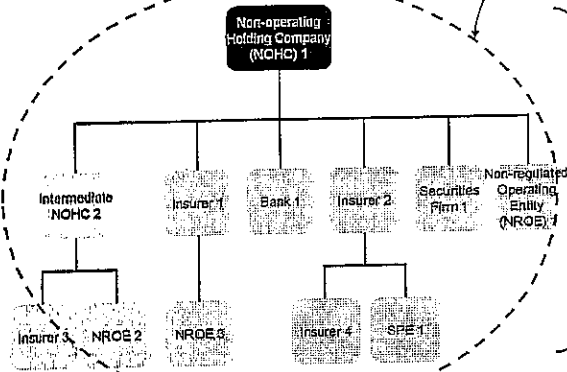 Non-operating
Holding Company
(NOHC) 1
Intermediate
NOHC 2
Insurer 1
Bank 1
Insurer 2
Securities
Firm 1
Non-regulated
Operating
Entity
(NROE) 1
Insurer 3
NROE 2
NROE 3
Insurer 4
SPE 1